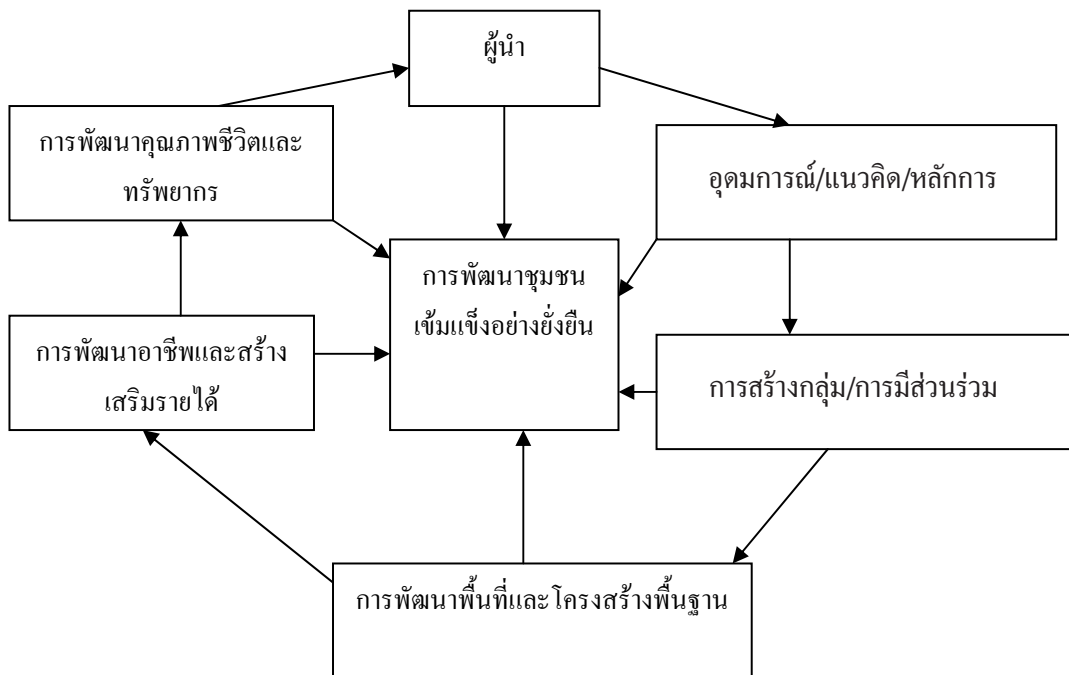 ผู้นำ
การพัฒนาคุณภาพชีวิตและ
ทรัพยากร
อุดมการณ์/แนวคิด/หลักการ
การพัฒนาชุมชน
เข้มแข็งอย่างยั่งยืน
การพัฒนาอาชีพและสร้าง
เสริมรายได้
การสร้างกลุ่ม/การมีส่วนร่วม
การพัฒนาพื้นที่และโครงสร้างพื้นฐาน